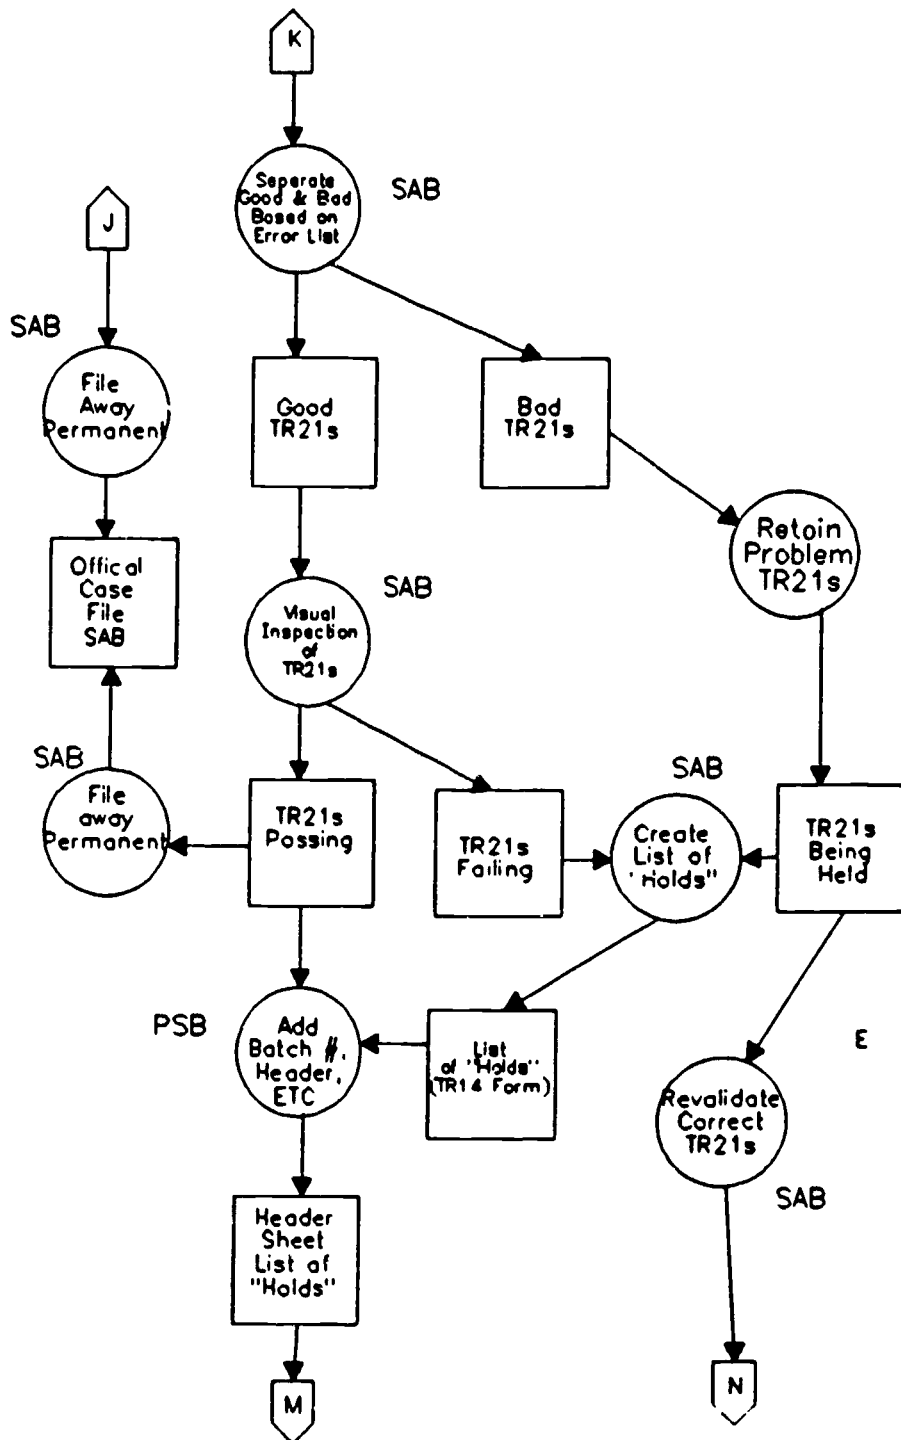 K
Separate
Good & Bad
Based on
Error List
SAB
J
SAB
File
Away
Permanent
Good
TR21s
Bad
TR21s
Retain
Problem
TR21s
Offical
Case
File
SAB
Visual
Inspection
of
TR21s
SAB
SAB
File
away
Permanent
TR21s
Passing
TR21s
Failing
SAB
Create
List of
"Holds"
TR21s
Being
Held
PSB
Add
Batch #,
Header,
ETC
List
of "Holds"
(TR14 Form)
E
Revalidate
Correct
TR21s
SAB
Header
Sheet
List of
"Holds"
M
N